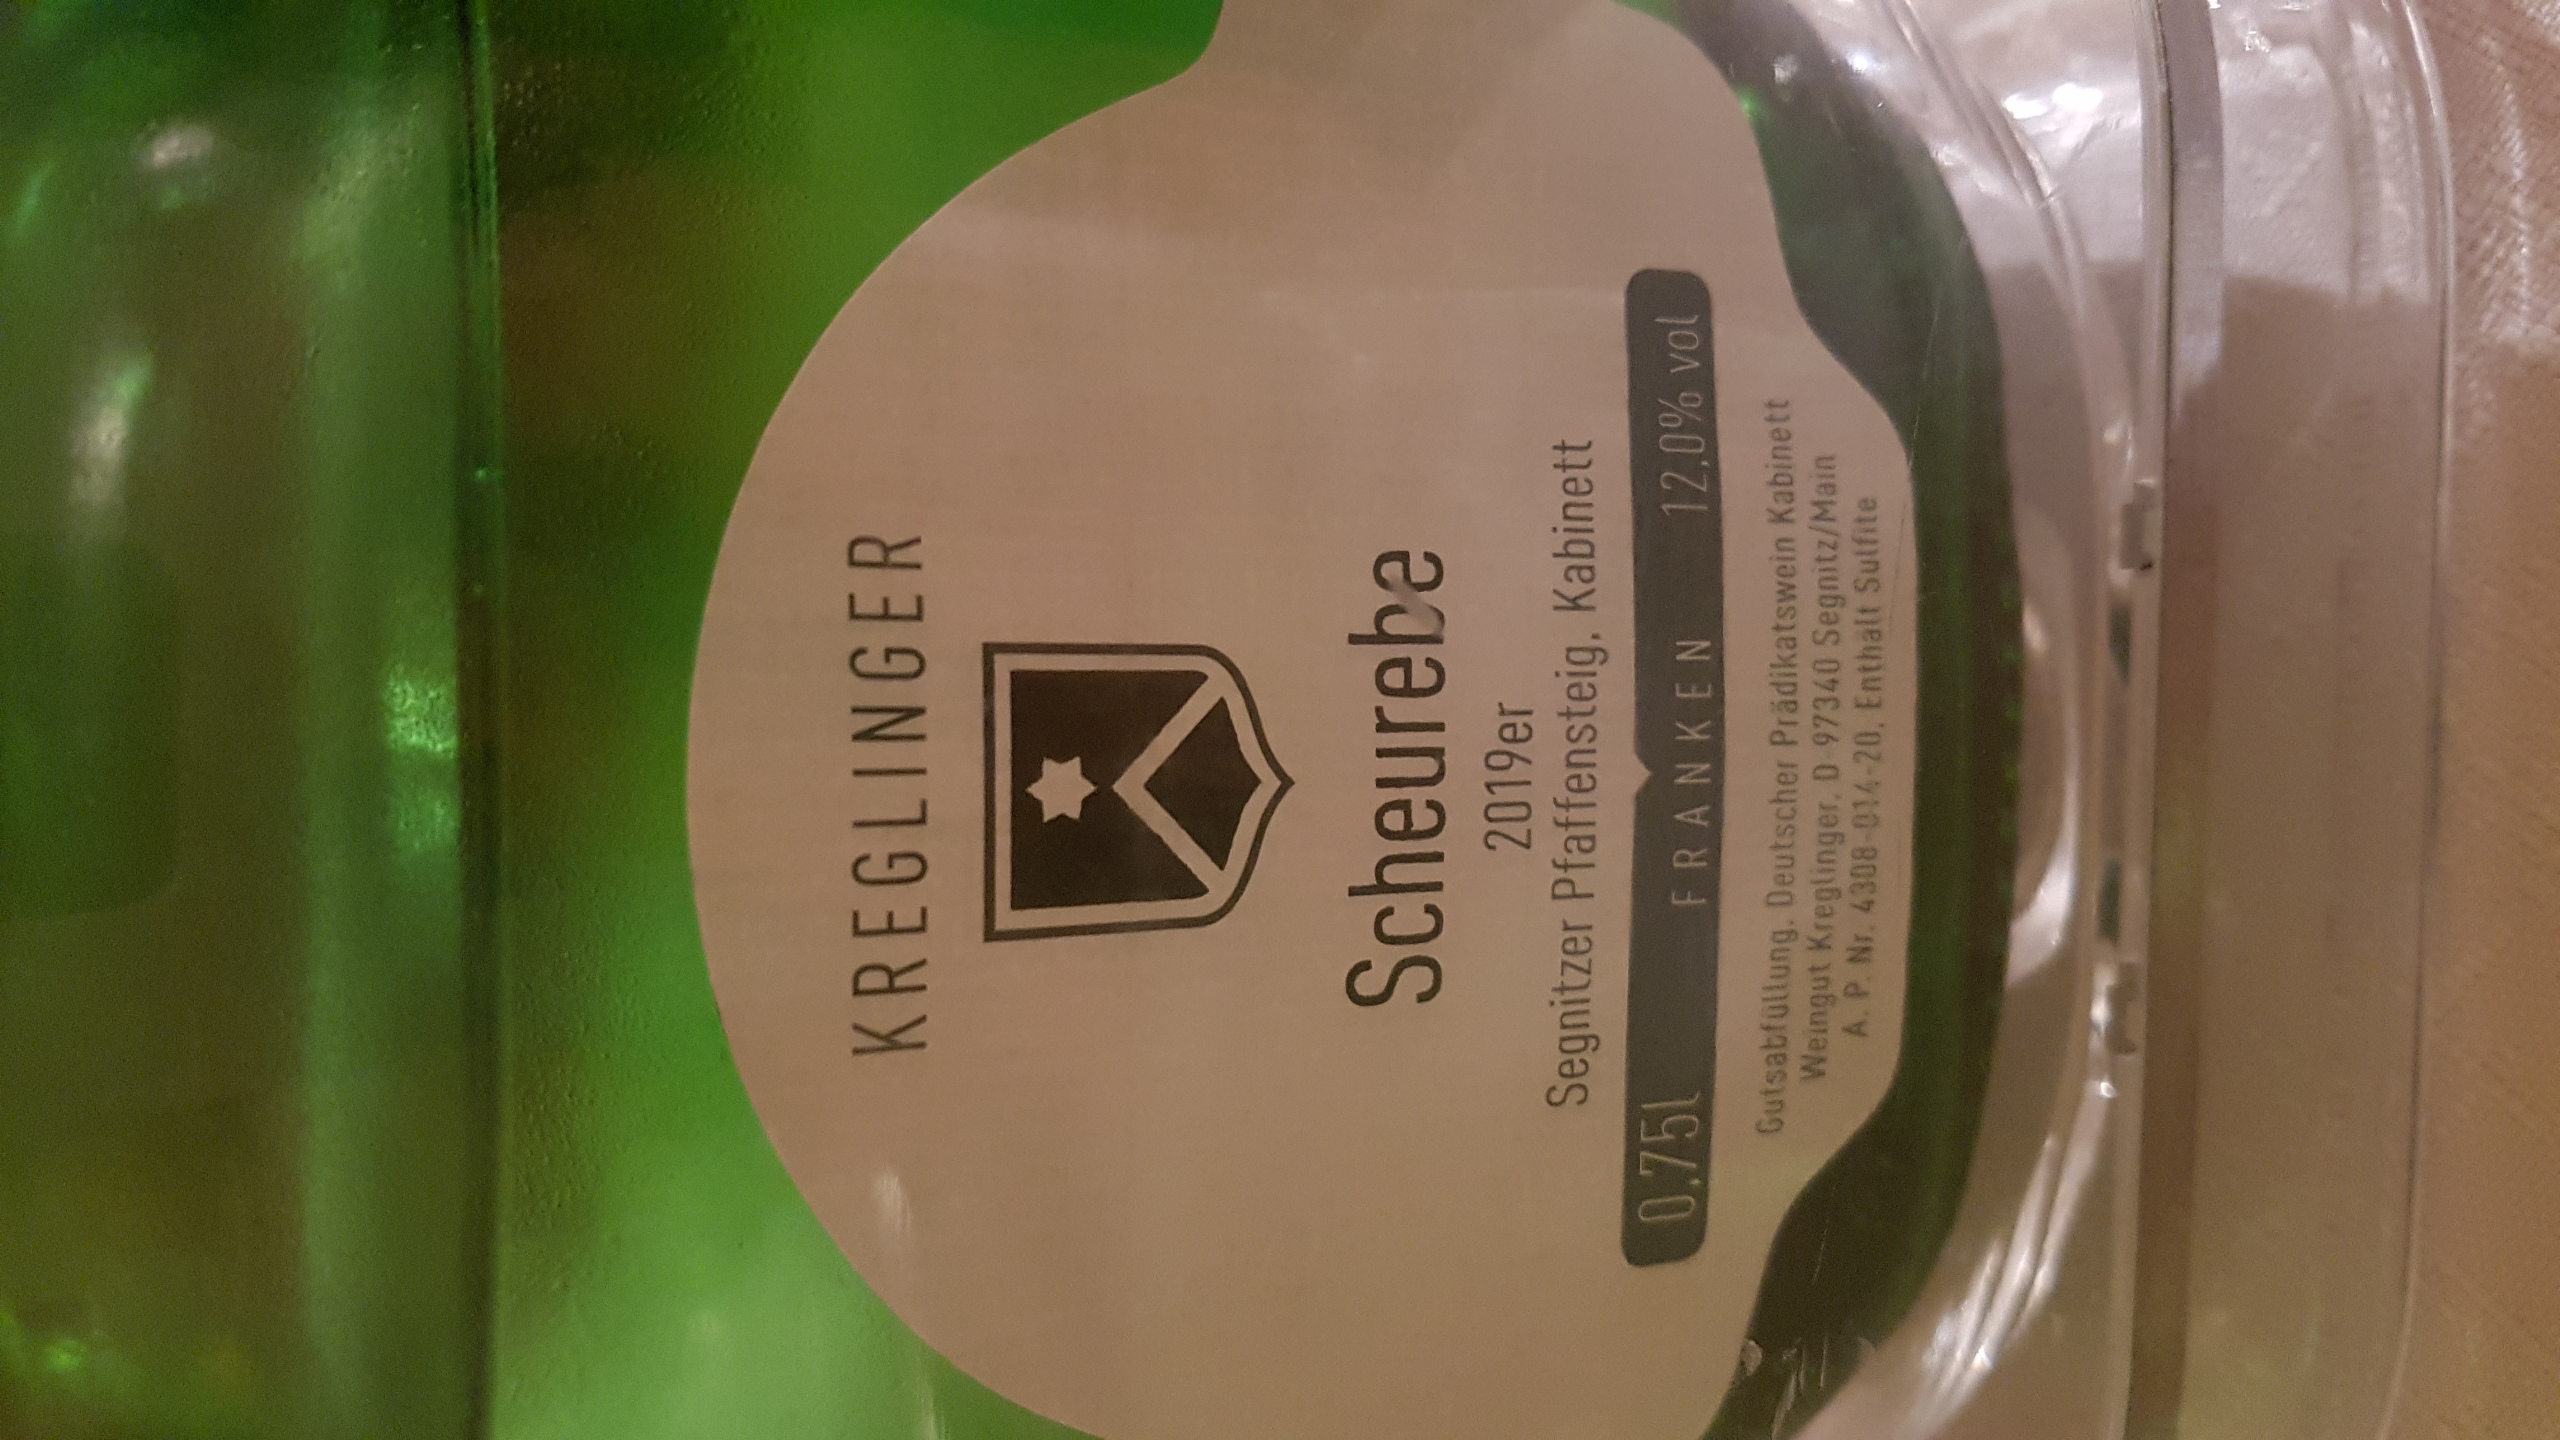 KREGLINGER
Scheurebe
2019er
Segnitzer Pfaffensteig, Kabinett
0,75l FRANKEN 12,0% vol
Gutsabfüllung, Deutscher Prädikatswein Kabinett
Weingut Kreglinger, D-97340 Segnitz/Main
A. P. Nr. 4308-014-20, Enthält Sulfite